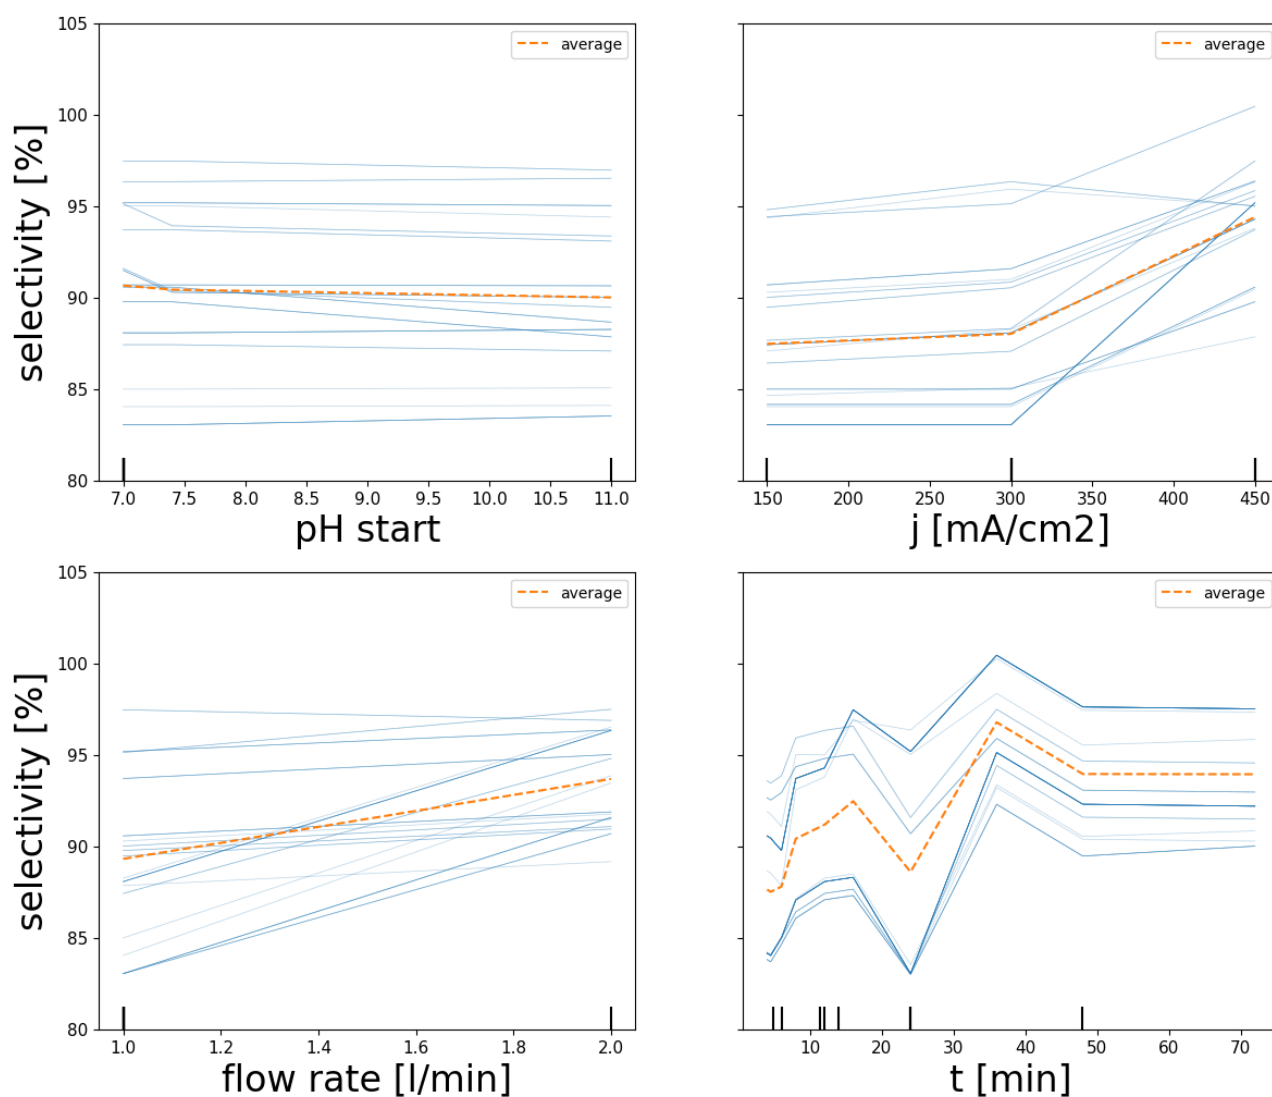 105
100
95
90
85
80
selectivity [%]
average
7.0 7.5 8.0 8.5 9.0 9.5 10.0 10.5 11.0
pH start
average
150 200 250 300 350 400 450
j [mA/cm2]
105
100
95
90
85
80
selectivity [%]
average
1.0 1.2 1.4 1.6 1.8 2.0
flow rate [l/min]
average
10 20 30 40 50 60 70
t [min]